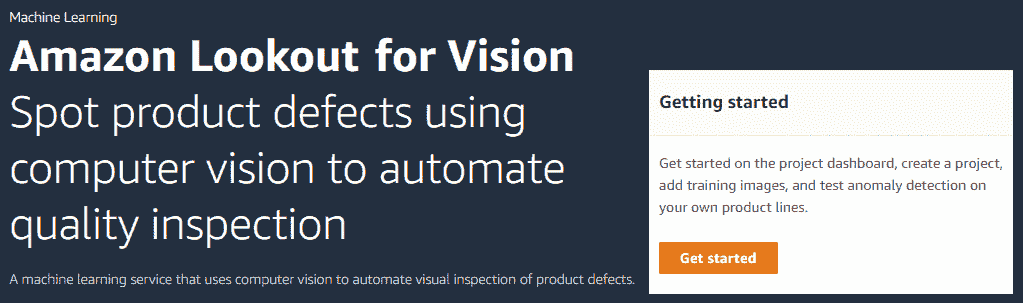 Machine Learning
Amazon Lookout for Vision
Spot product defects using
computer vision to automate
quality inspection
A machine learning service that uses computer vision to automate visual inspection of product defects.
Getting started
Get started on the project dashboard, create a project,
add training images, and test anomaly detection on
your own product lines.
Get started